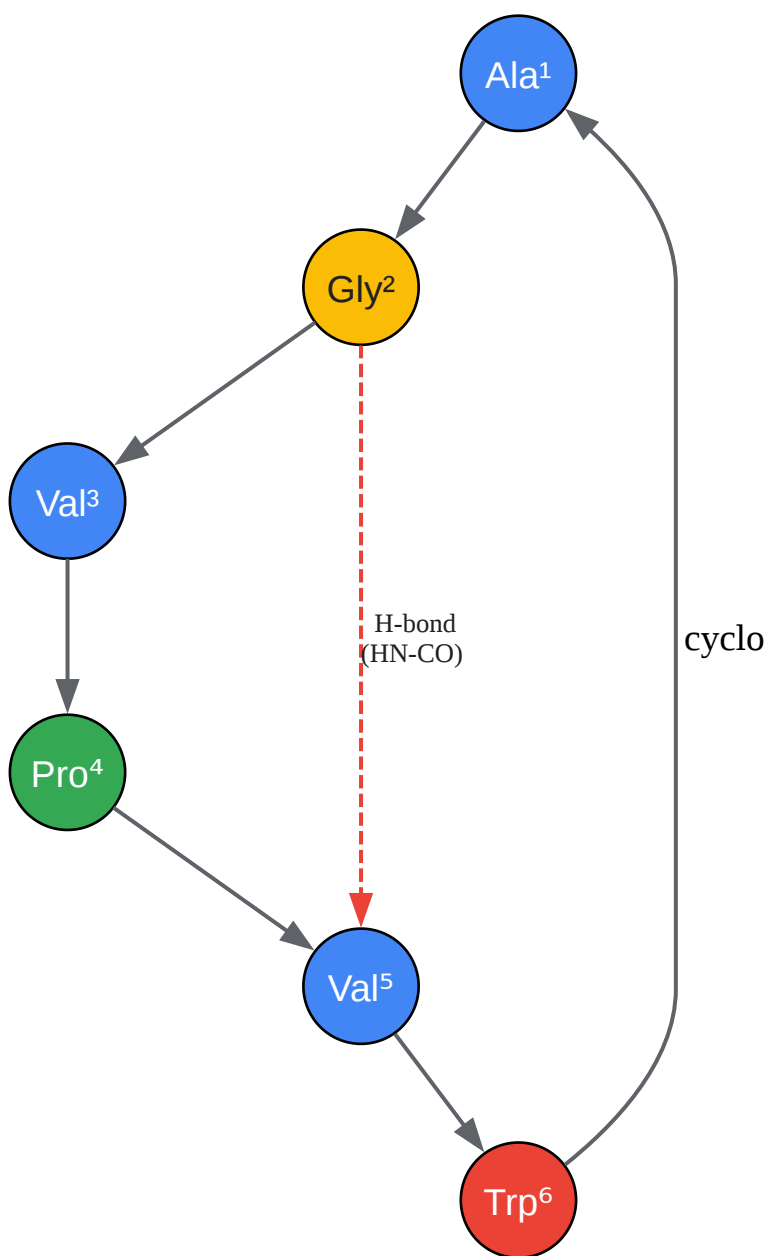 Ala¹
Gly²
Val³
H-bond
(HN-CO)
cyclo
Pro⁴
Val⁵
Trp⁶